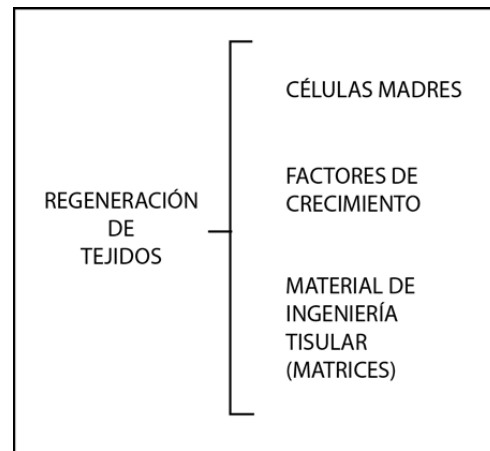 REGENERACIÓN
DE
TEJIDOS
CÉLULAS MADRES
FACTORES DE
CRECIMIENTO
MATERIAL DE
INGENIERÍA
TISULAR
(MATRICES)